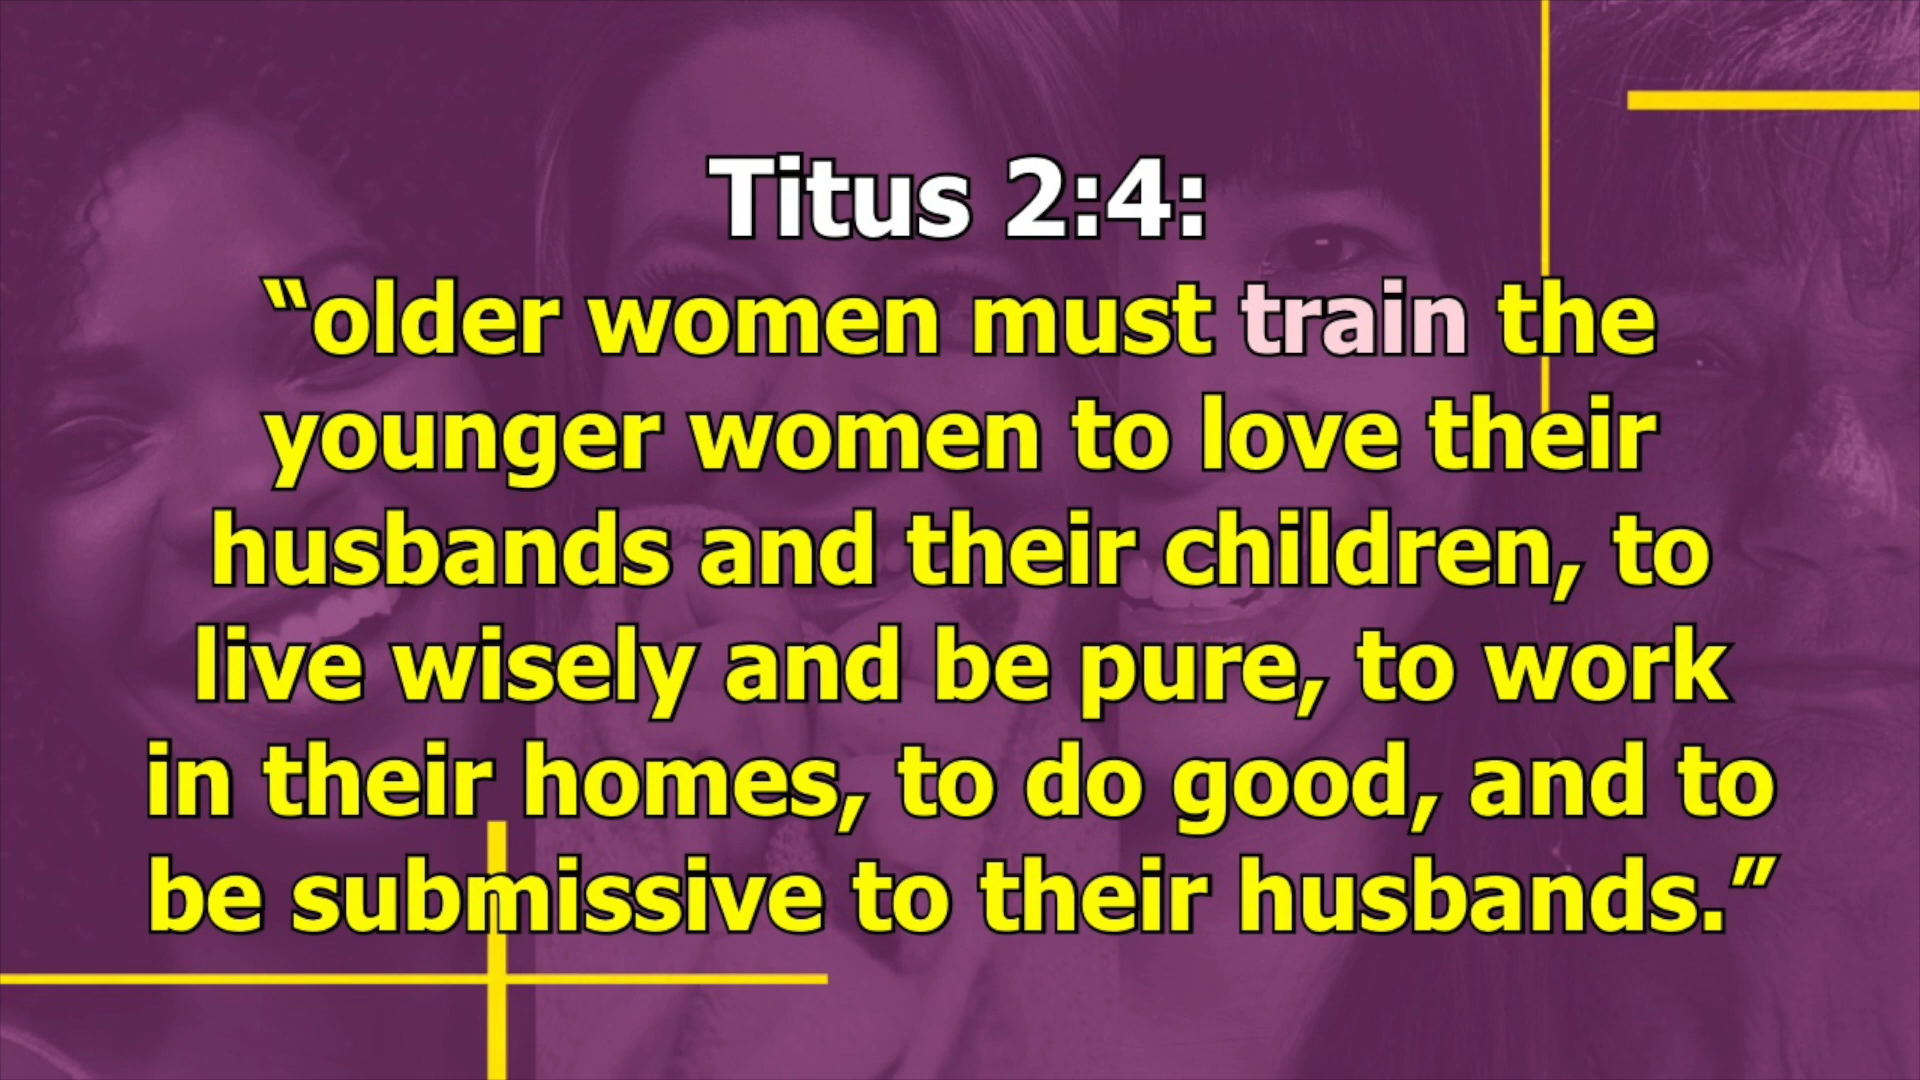 Titus 2:4:
“older women must train the
younger women to love their
husbands and their children, to
live wisely and be pure, to work
in their homes, to do good, and to
be submissive to their husbands.”